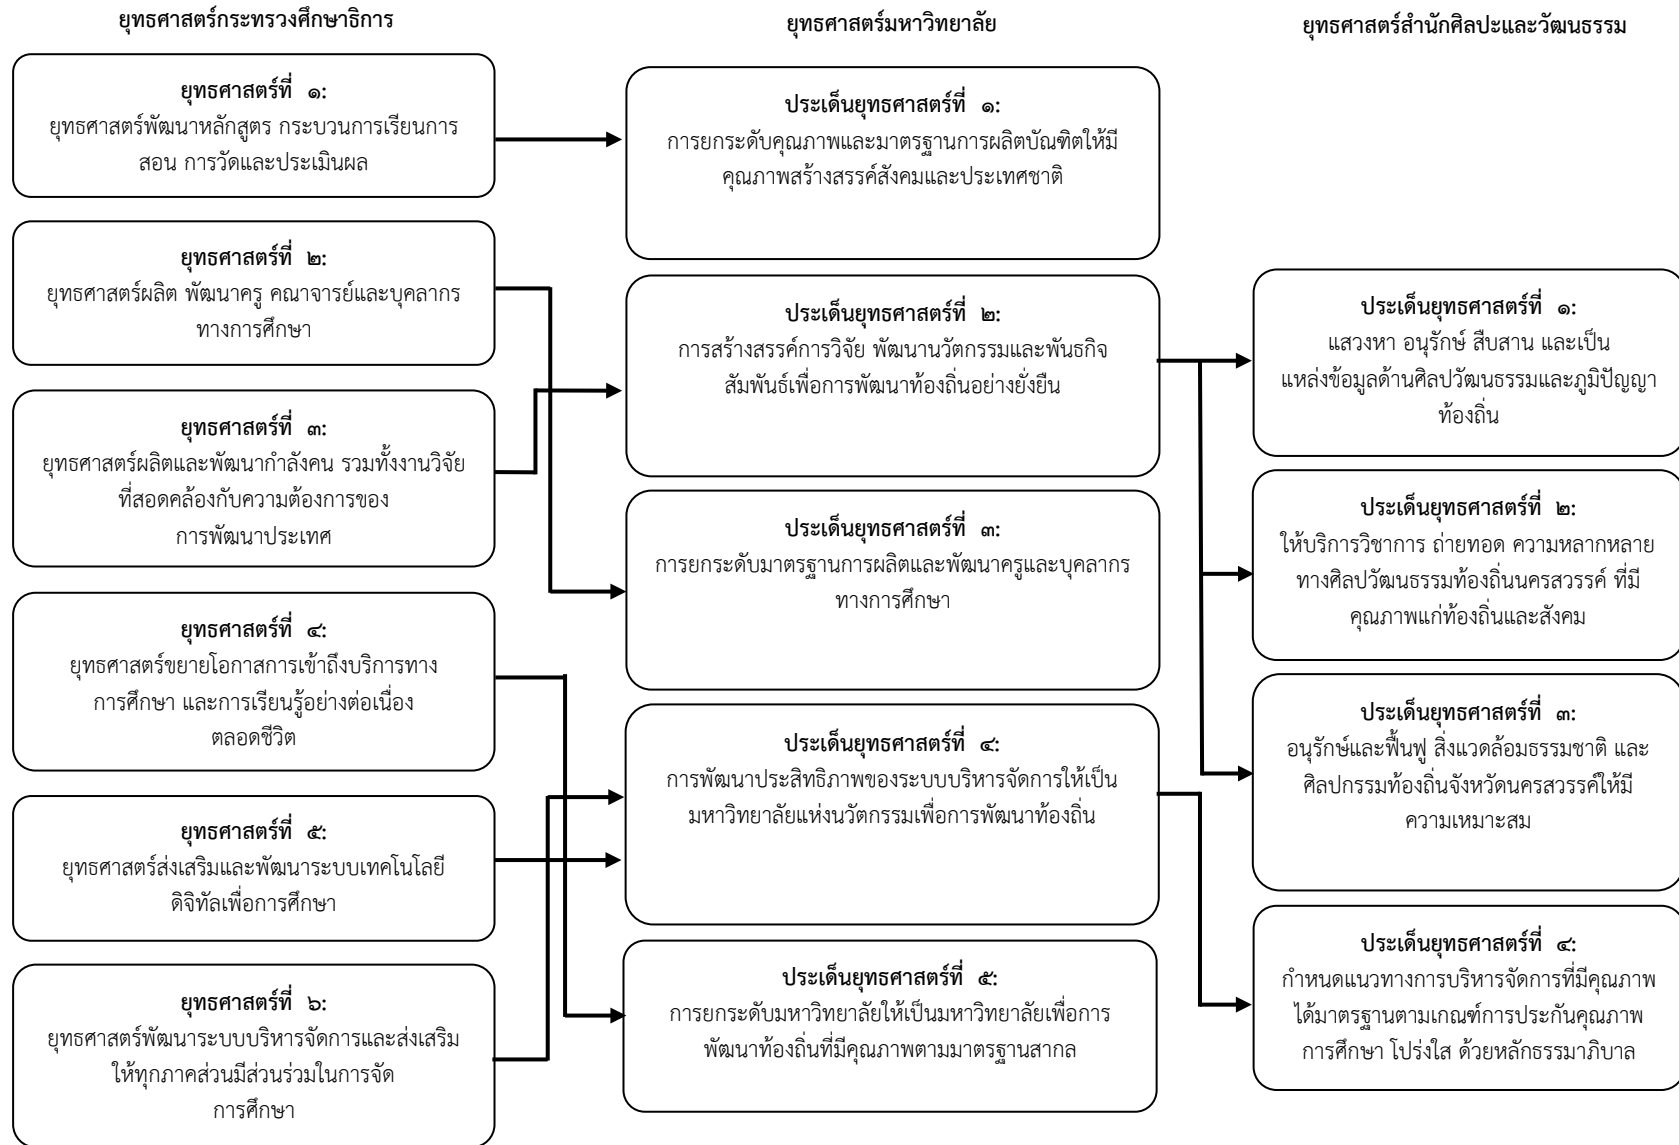 ยุทธศาสตร์กระทรวงศึกษาธิการ
ยุทธศาสตร์ที่ ๑:
ยุทธศาสตร์พัฒนาหลักสูตร กระบวนการเรียนการ
สอน การวัดและประเมินผล
ยุทธศาสตร์ที่ ๒:
ยุทธศาสตร์ผลิต พัฒนาครู คณาจารย์และบุคลากร
ทางการศึกษา
ยุทธศาสตร์ที่ ๓:
ยุทธศาสตร์ผลิตและพัฒนากำลังคน รวมทั้งงานวิจัย
ที่สอดคล้องกับความต้องการของ
การพัฒนาประเทศ
ยุทธศาสตร์ที่ ๔:
ยุทธศาสตร์ขยายโอกาสการเข้าถึงบริการทาง
การศึกษา และการเรียนรู้อย่างต่อเนื่อง
ตลอดชีวิต
ยุทธศาสตร์ที่ ๕:
ยุทธศาสตร์ส่งเสริมและพัฒนาระบบเทคโนโลยี
ดิจิทัลเพื่อการศึกษา
ยุทธศาสตร์ที่ ๖:
ยุทธศาสตร์พัฒนาระบบบริหารจัดการและส่งเสริม
ให้ทุกภาคส่วนมีส่วนร่วมในการจัด
การศึกษา
ยุทธศาสตร์มหาวิทยาลัย
ประเด็นยุทธศาสตร์ที่ ๑:
การยกระดับคุณภาพและมาตรฐานการผลิตบัณฑิตให้มี
คุณภาพสร้างสรรค์สังคมและประเทศชาติ
ประเด็นยุทธศาสตร์ที่ ๒:
การสร้างสรรค์การวิจัย พัฒนานวัตกรรมและพันธกิจ
สัมพันธ์เพื่อการพัฒนาท้องถิ่นอย่างยั่งยืน
ประเด็นยุทธศาสตร์ที่ ๓:
การยกระดับมาตรฐานการผลิตและพัฒนาครูและบุคลากร
ทางการศึกษา
ประเด็นยุทธศาสตร์ที่ ๔:
การพัฒนาประสิทธิภาพของระบบบริหารจัดการให้เป็น
มหาวิทยาลัยแห่งนวัตกรรมเพื่อการพัฒนาท้องถิ่น
ประเด็นยุทธศาสตร์ที่ ๕:
การยกระดับมหาวิทยาลัยให้เป็นมหาวิทยาลัยเพื่อการ
พัฒนาท้องถิ่นที่มีคุณภาพตามมาตรฐานสากล
ยุทธศาสตร์สำนักศิลปะและวัฒนธรรม
ประเด็นยุทธศาสตร์ที่ ๑:
แสวงหา อนุรักษ์ สืบสาน และเป็น
แหล่งข้อมูลด้านศิลปวัฒนธรรมและภูมิปัญญา
ท้องถิ่น
ประเด็นยุทธศาสตร์ที่ ๒:
ให้บริการวิชาการ ถ่ายทอด ความหลากหลาย
ทางศิลปวัฒนธรรมท้องถิ่นนครสวรรค์ ที่มี
คุณภาพแก่ท้องถิ่นและสังคม
ประเด็นยุทธศาสตร์ที่ ๓:
อนุรักษ์และฟื้นฟู สิ่งแวดล้อมธรรมชาติ และ
ศิลปกรรมท้องถิ่นจังหวัดนครสวรรค์ให้มี
ความเหมาะสม
ประเด็นยุทธศาสตร์ที่ ๔:
กำหนดแนวทางการบริหารจัดการที่มีคุณภาพ
ได้มาตรฐานตามเกณฑ์การประกันคุณภาพ
การศึกษา โปร่งใส ด้วยหลักธรรมาภิบาล